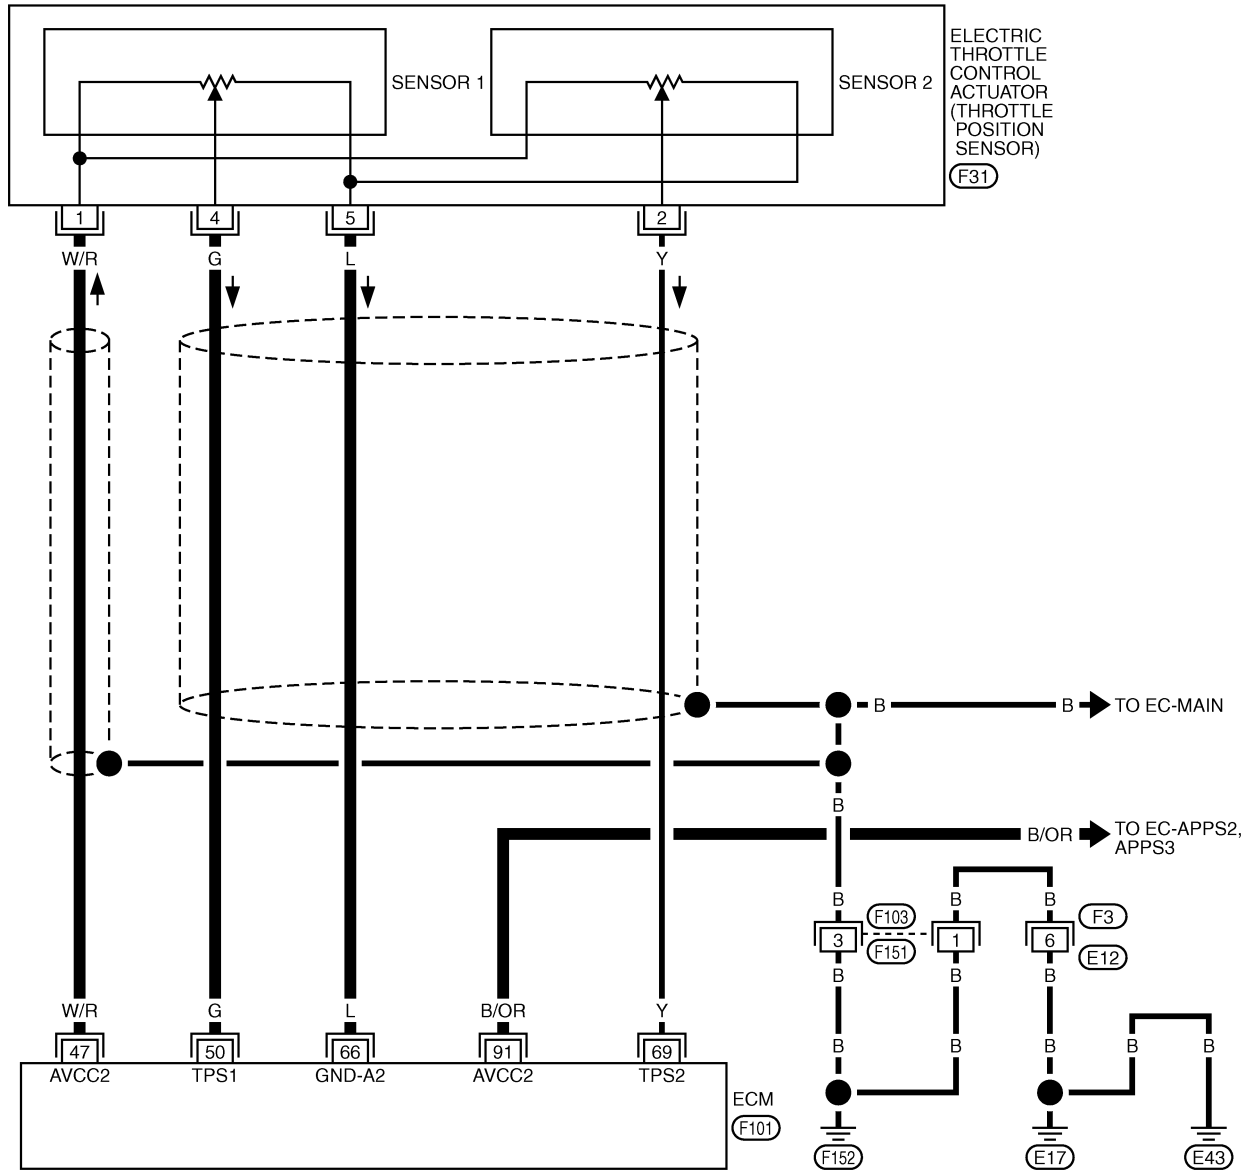 ELECTRIC
THROTTLE
CONTROL
ACTUATOR
(THROTTLE
POSITION
SENSOR)
F31
SENSOR 1
SENSOR 2
1
4
5
2
W/R
G
L
Y
B
B
TO EC-MAIN
B
B/OR
TO EC-APPS2,
APPS3
B
B
B
F103
F3
3
1
6
F151
E12
B
B
B
W/R
G
L
B/OR
Y
B
B
B
B
B
47
50
66
91
69
AVCC2
TPS1
GND-A2
AVCC2
TPS2
ECM
F101
F152
E17
E43